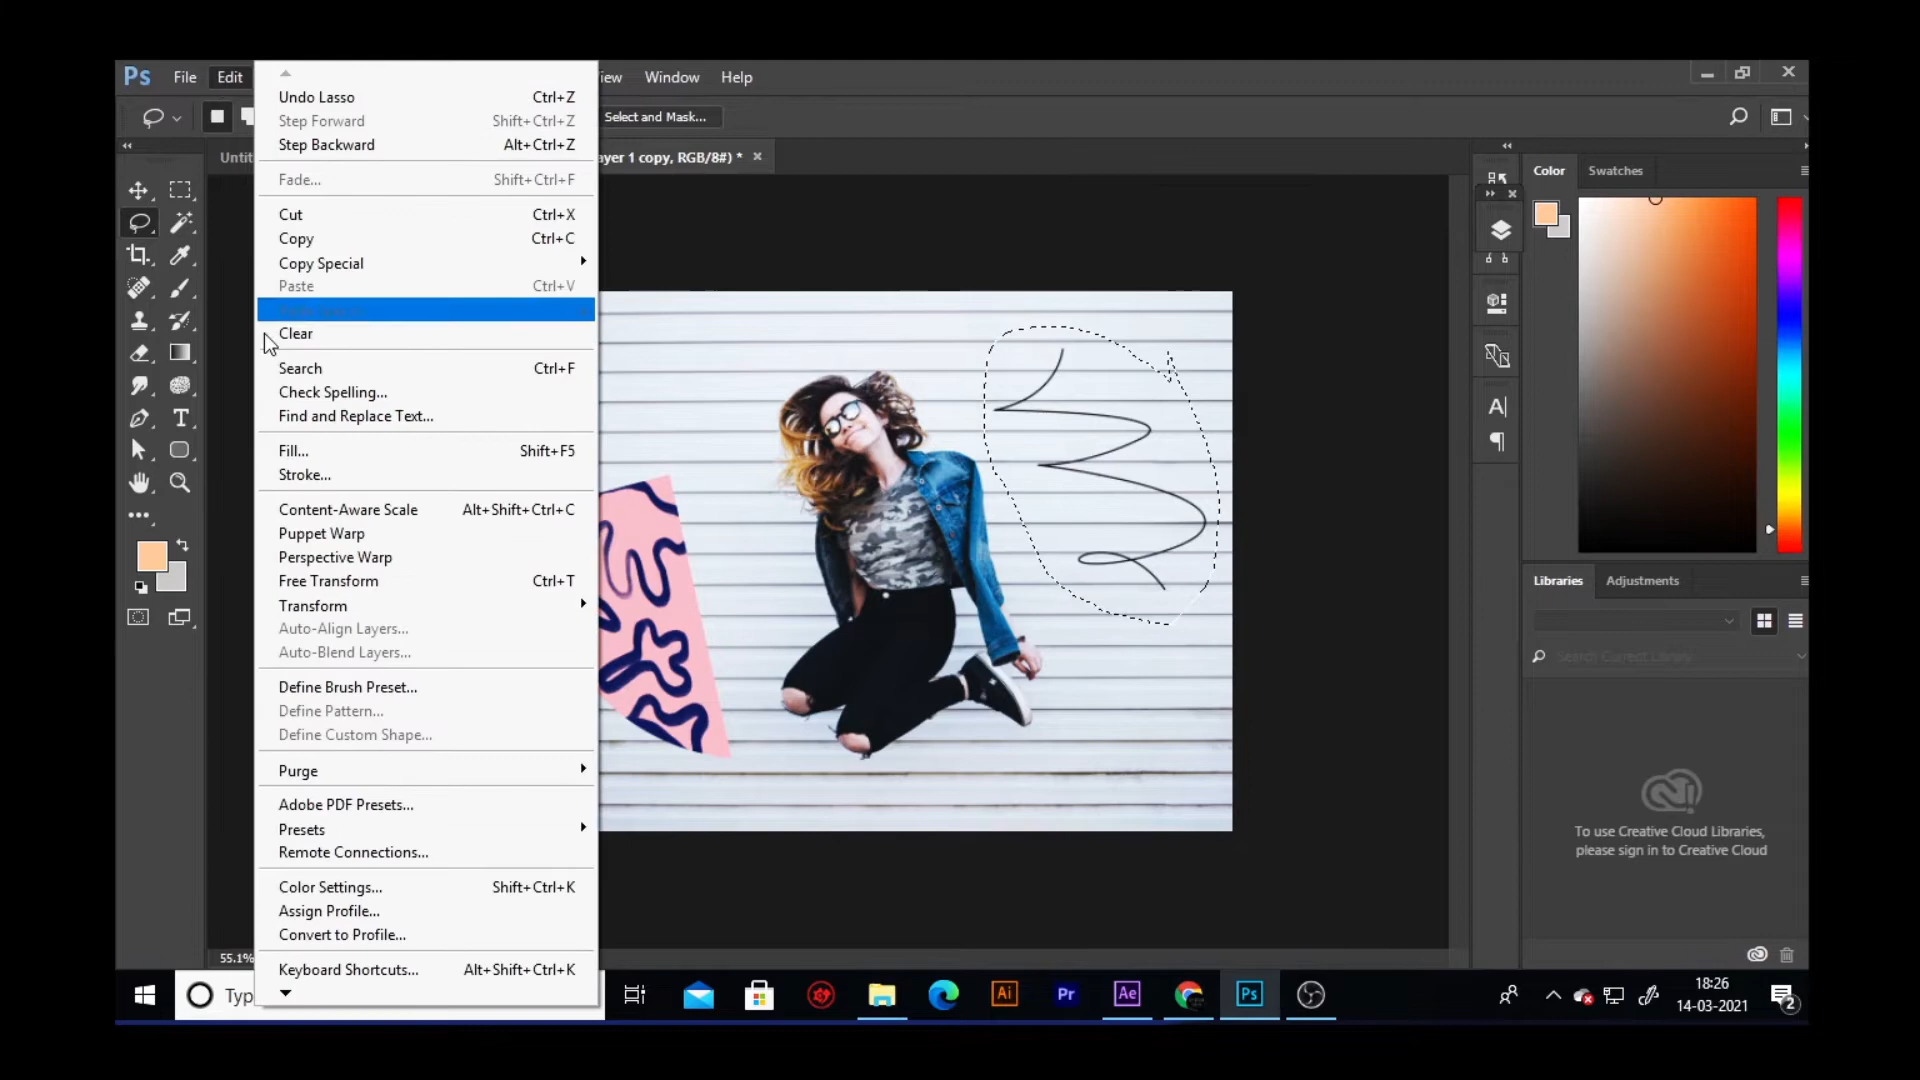 Ps File Edit iew Window Help
Select and Mask...
Untit
ayer 1 copy, RGB/8#) *
Undo Lasso Ctrl+Z
Step Forward Shift+Ctrl+Z
Step Backward Alt+Ctrl+Z
Fade... Shift+Ctrl+F
Cut Ctrl+X
Copy Ctrl+C
Copy Special
Paste Ctrl+V
Clear
Search Ctrl+F
Check Spelling...
Find and Replace Text...
Fill... Shift+F5
Stroke...
Content-Aware Scale Alt+Shift+Ctrl+C
Puppet Warp
Perspective Warp
Free Transform Ctrl+T
Transform
Auto-Align Layers...
Auto-Blend Layers...
Define Brush Preset...
Define Pattern...
Define Custom Shape...
Purge
Adobe PDF Presets...
Presets
Remote Connections...
Color Settings... Shift+Ctrl+K
Assign Profile...
Convert to Profile...
Keyboard Shortcuts... Alt+Shift+Ctrl+K
Color Swatches
Libraries Adjustments
Search Current Library
To use Creative Cloud Libraries,
please sign in to Creative Cloud
55.1%
Typ
Ai Pr Ae Ps
18:26
14-03-2021
2